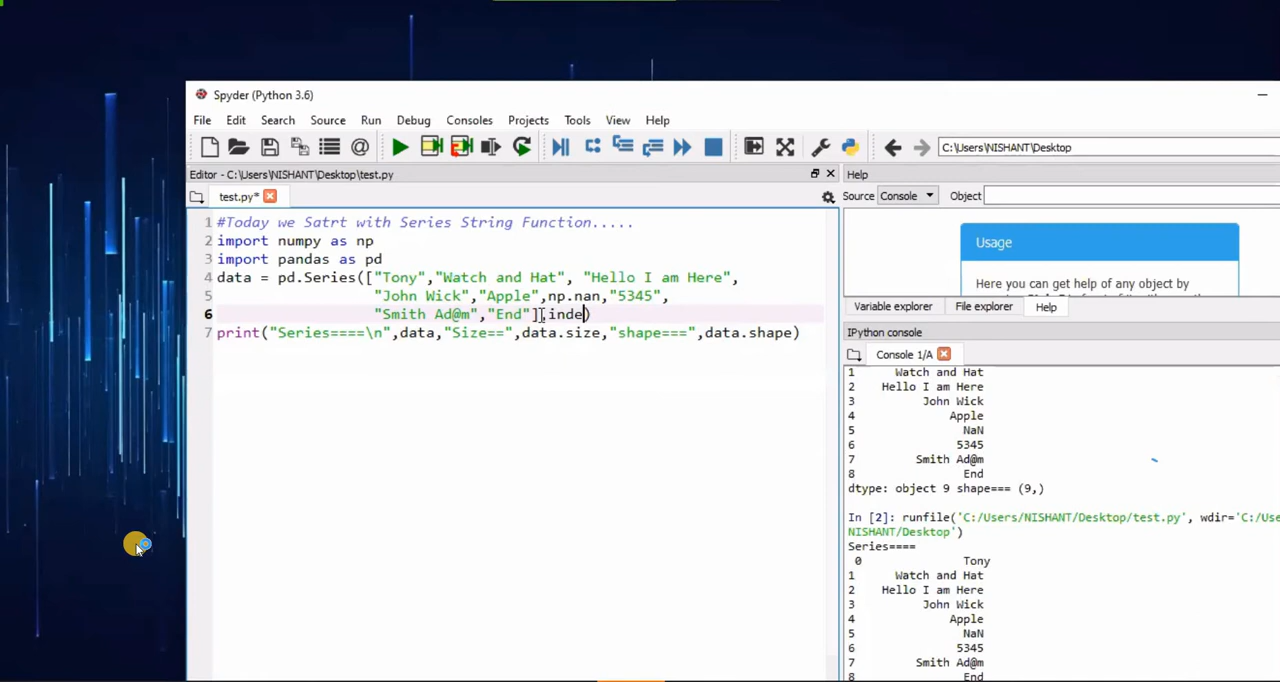 Spyder (Python 3.6)
File Edit Search Source Run Debug Consoles Projects Tools View Help
C:\Users\NISHANT\Desktop
Editor - C:\Users\NISHANT\Desktop\test.py
Help
test.py*
Source Console Object
1 #Today we Satrt with Series String Function.....
2 import numpy as np
3 import pandas as pd
4 data = pd.Series(["Tony","Watch and Hat", "Hello I am Here",
5 "John Wick","Apple",np.nan,"5345",
6 "Smith Ad@m","End"],inde)
7 print("Series====\n",data,"Size==",data.size,"shape===",data.shape)
Usage
Here you can get help of any object by
Variable explorer File explorer Help
IPython console
Console 1/A
1 Watch and Hat
2 Hello I am Here
3 John Wick
4 Apple
5 NaN
6 5345
7 Smith Ad@m
8 End
dtype: object 9 shape=== (9,)
In [2]: runfile('C:/Users/NISHANT/Desktop/test.py', wdir='C:/Use
NISHANT/Desktop')
Series====
0 Tony
1 Watch and Hat
2 Hello I am Here
3 John Wick
4 Apple
5 NaN
6 5345
7 Smith Ad@m
8 End